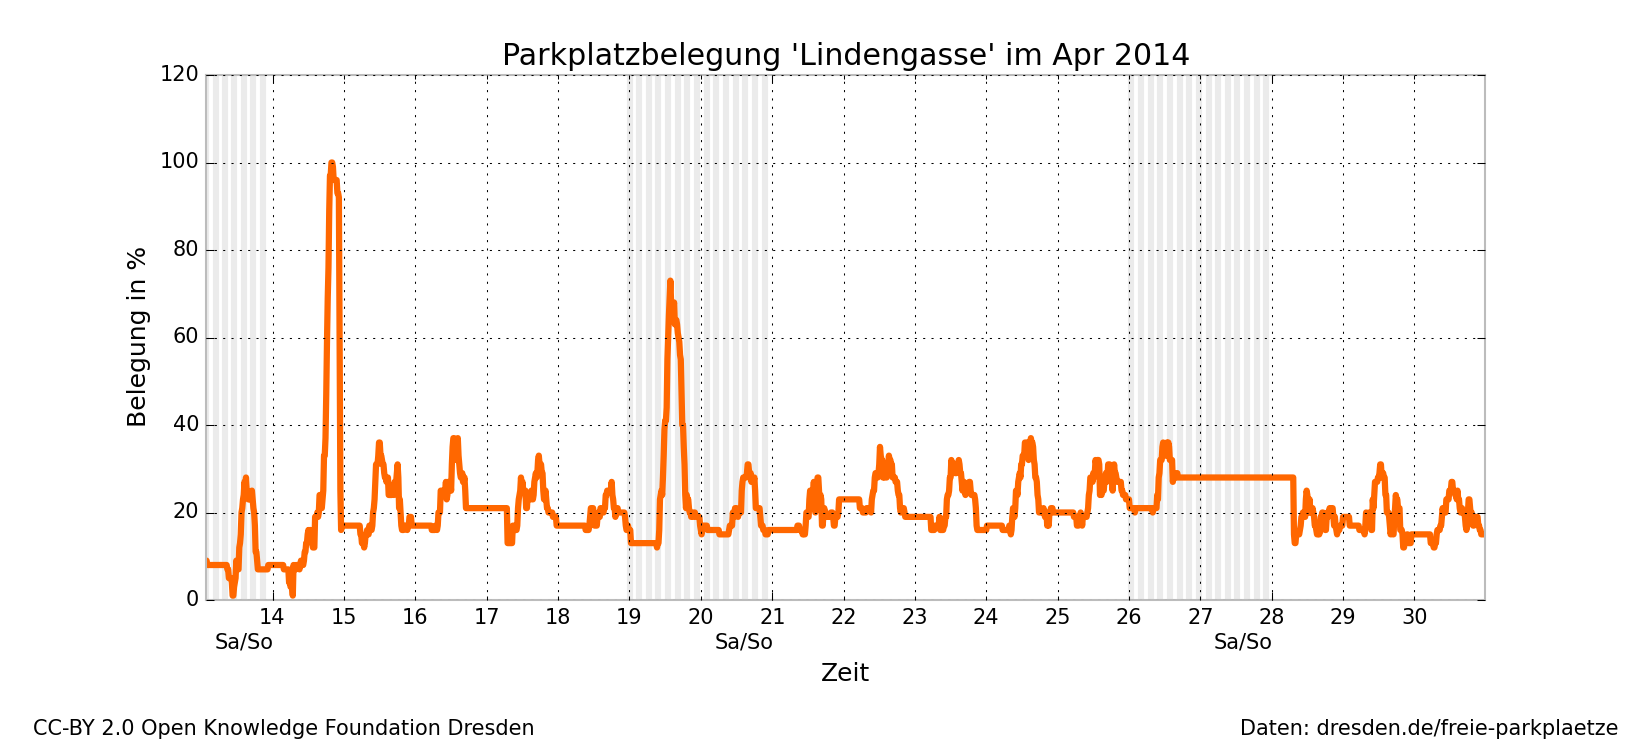 Parkplatzbelegung 'Lindengasse' im Apr 2014
120
100
80
60
40
20
0
Belegung in %
14 15 16 17 18 19 20 21 22 23 24 25 26 27 28 29 30
Sa/So Sa/So Sa/So
Zeit
CC-BY 2.0 Open Knowledge Foundation Dresden
Daten: dresden.de/freie-parkplaetze